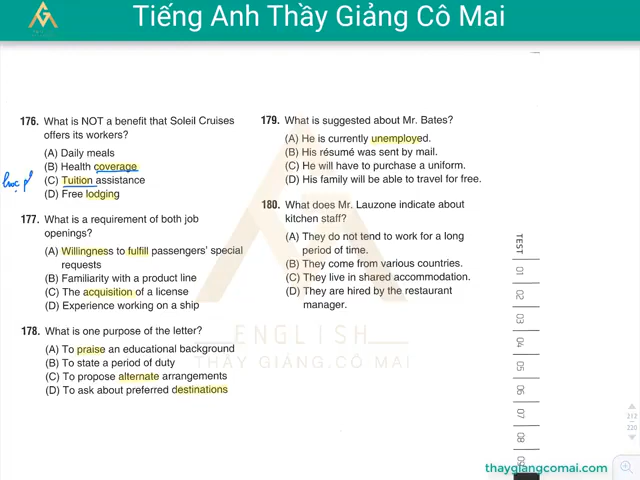 Tiếng Anh Thầy Giảng Cô Mai
176. What is NOT a benefit that Soleil Cruises
offers its workers?
(A) Daily meals
(B) Health coverage
(C) Tuition assistance
(D) Free lodging
177. What is a requirement of both job
openings?
(A) Willingness to fulfill passengers' special
requests
(B) Familiarity with a product line
(C) The acquisition of a license
(D) Experience working on a ship
178. What is one purpose of the letter?
(A) To praise an educational background
(B) To state a period of duty
(C) To propose alternate arrangements
(D) To ask about preferred destinations
179. What is suggested about Mr. Bates?
(A) He is currently unemployed.
(B) His résumé was sent by mail.
(C) He will have to purchase a uniform.
(D) His family will be able to travel for free.
180. What does Mr. Lauzone indicate about
kitchen staff?
(A) They do not tend to work for a long
period of time.
(B) They come from various countries.
(C) They live in shared accommodation.
(D) They are hired by the restaurant
manager.
ENGLISH
THẦY GIẢNG.CÔ MAI
TEST
01
02
03
04
05
06
07
08
09
212
220
thaygiangcomai.com